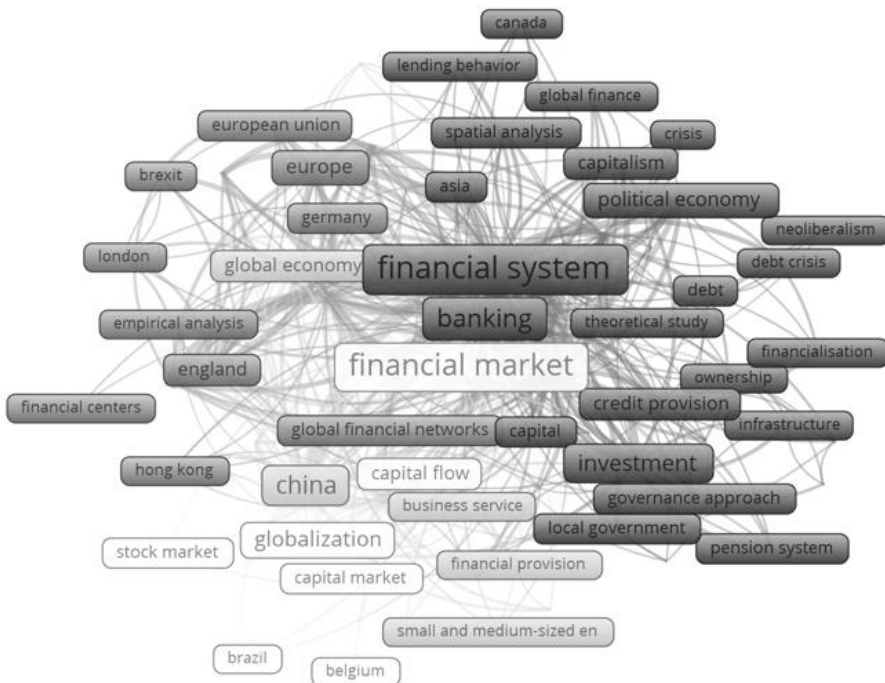 canada
lending behavior
global finance
european union
spatial analysis
crisis
europe
capitalism
brexit
asia
political economy
germany
neoliberalism
london
global economy
financial system
debt crisis
debt
empirical analysis
banking
theoretical study
financial market
financialisation
england
ownership
financial centers
credit provision
global financial networks
capital
infrastructure
hong kong
capital flow
investment
china
governance approach
business service
local government
globalization
stock market
pension system
capital market
financial provision
small and medium-sized en
brazil
belgium